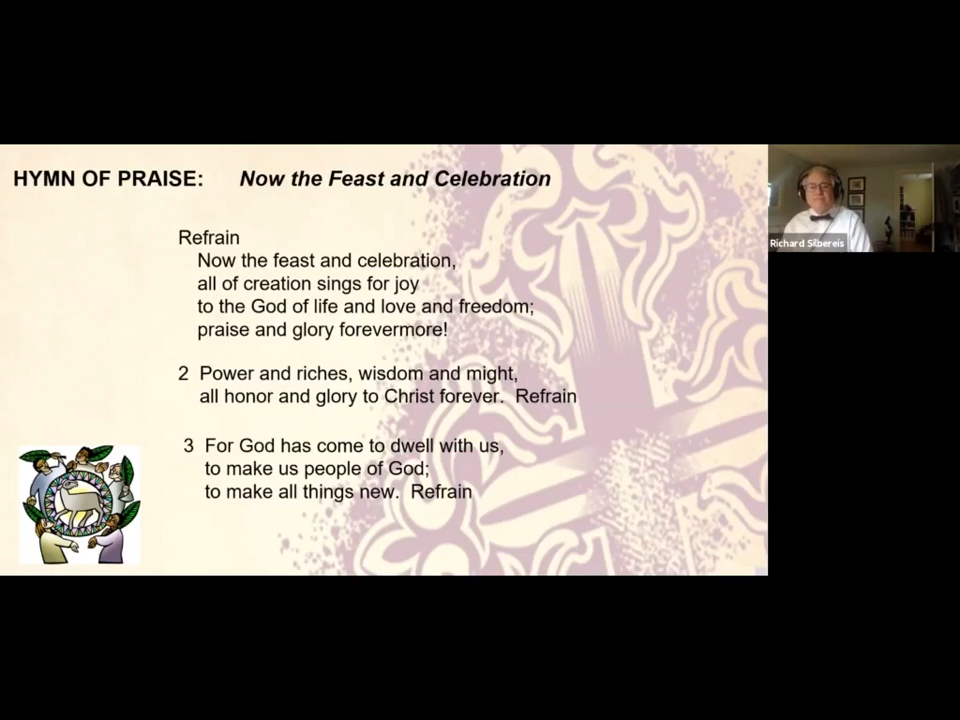 HYMN OF PRAISE: Now the Feast and Celebration
Refrain
Now the feast and celebration,
all of creation sings for joy
to the God of life and love and freedom;
praise and glory forevermore!
2 Power and riches, wisdom and might,
all honor and glory to Christ forever. Refrain
3 For God has come to dwell with us,
to make us people of God;
to make all things new. Refrain
Richard Silbereis